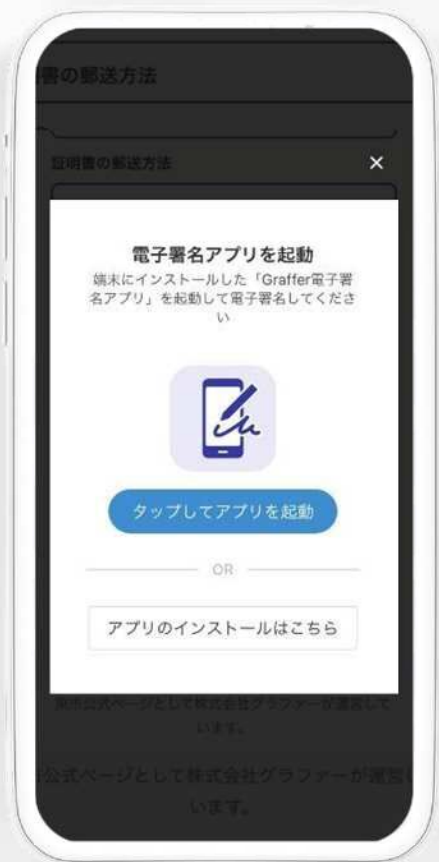 書の郵送方法
証明書の郵送方法
×
電子署名アプリを起動
端末にインストールした「Graffer電子署
名アプリ」を起動して電子署名してくださ
い
タップしてアプリを起動
OR
アプリのインストールはこちら
公式ページとして株式会社グラファーが運営して
います。
公式ページとして株式会社グラファーが運営
います。